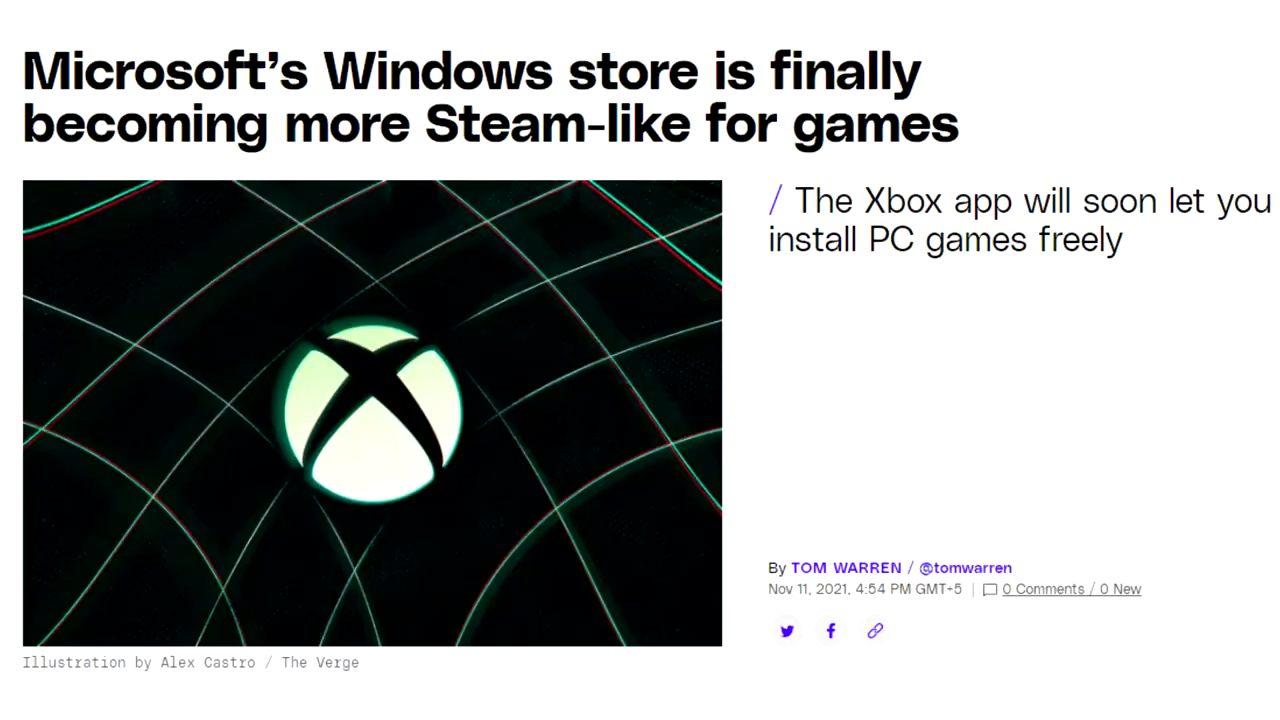 Microsoft’s Windows store is finally
becoming more Steam-like for games
/ The Xbox app will soon let you
install PC games freely
By TOM WARREN / @tomwarren
Nov 11, 2021, 4:54 PM GMT+5 | 0 Comments / 0 New
Illustration by Alex Castro / The Verge